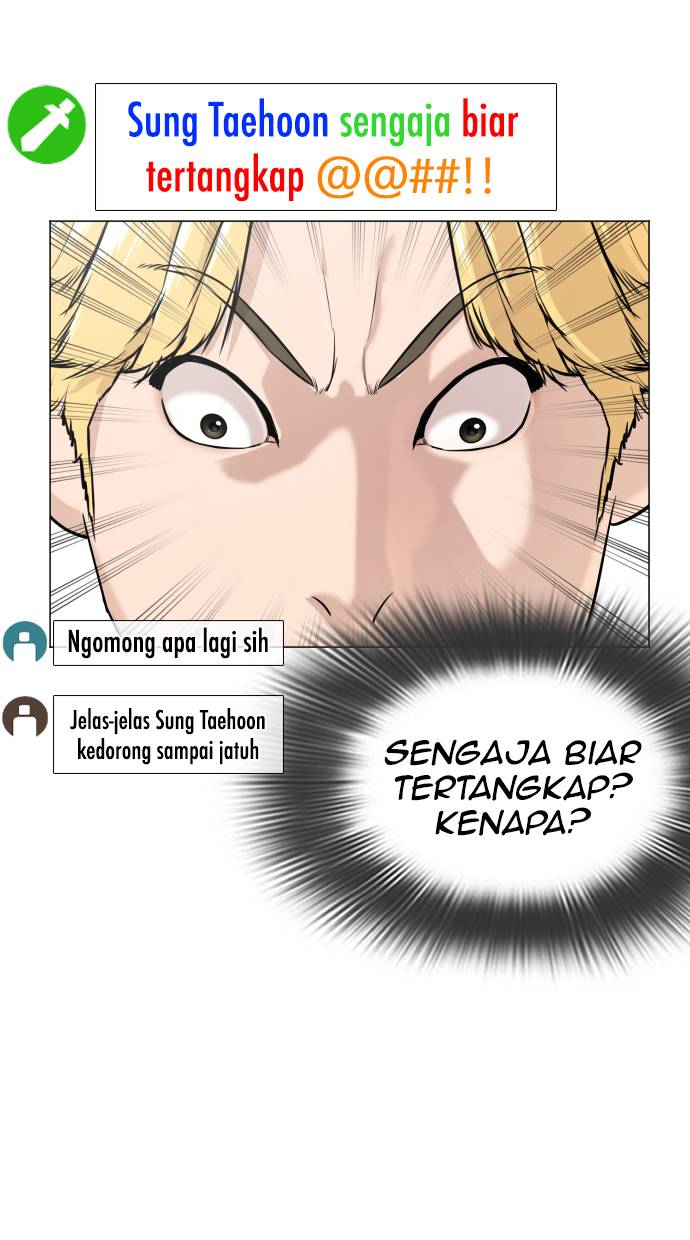 Sung Taehoon sengaja biar
tertangkap @@##!!
Ngomong apa lagi sih
Jelas-jelas Sung Taehoon
kedorong sampai jatuh
SENGAJA BIAR
TERTANGKAP?
KENAPA?